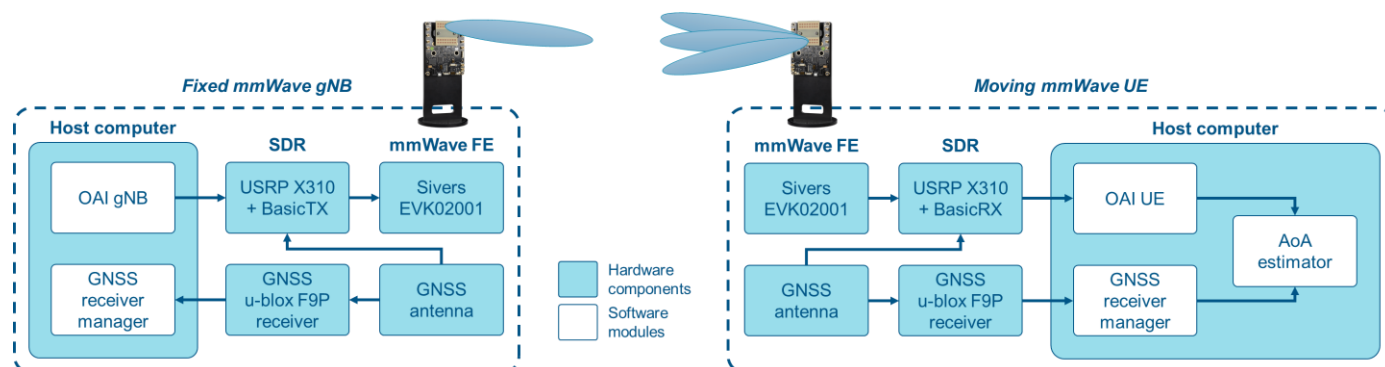 Fixed mmWave gNB
Host computer
SDR
mmWave FE
OAI gNB
USRP X310
+ BasicTX
Sivers
EVK02001
GNSS
receiver
manager
GNSS
u-blox F9P
receiver
GNSS
antenna
Hardware
components
Software
modules
Moving mmWave UE
mmWave FE
SDR
Host computer
Sivers
EVK02001
USRP X310
+ BasicRX
OAI UE
AoA
estimator
GNSS
antenna
GNSS
u-blox F9P
receiver
GNSS
receiver
manager